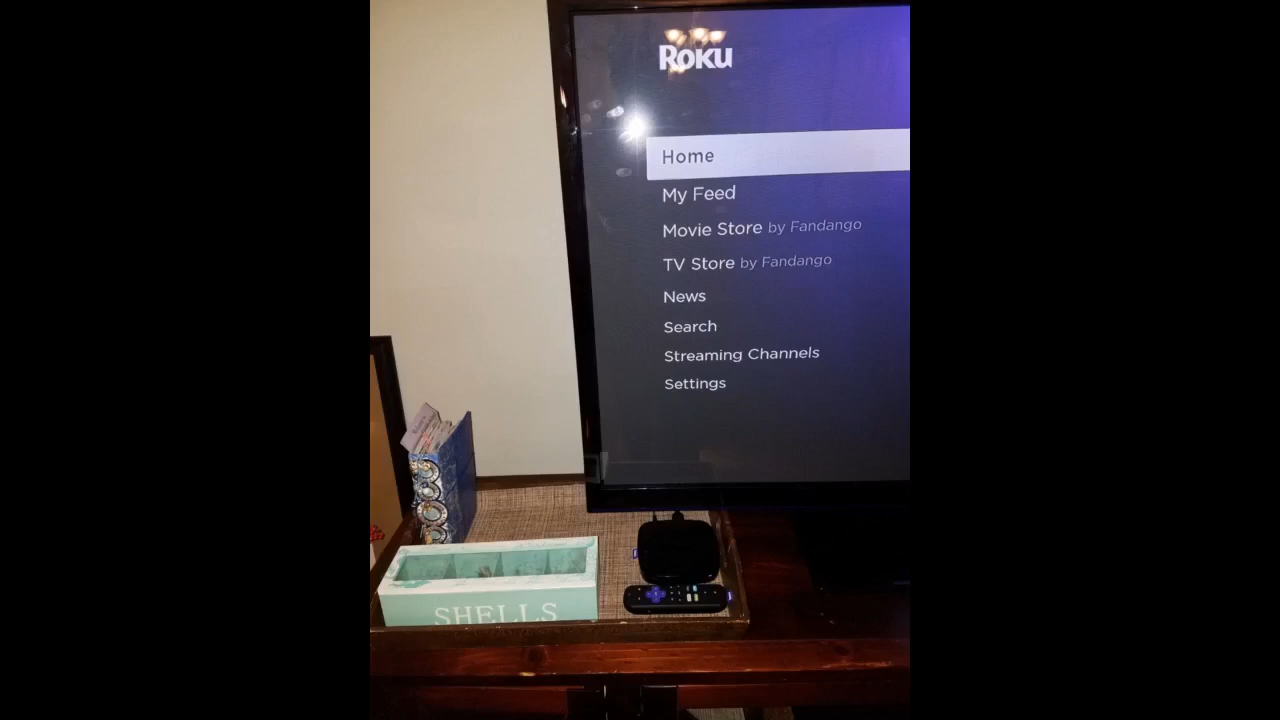 Roku
Home
My Feed
Movie Store by Fandango
TV Store by Fandango
News
Search
Streaming Channels
Settings
SHELLS